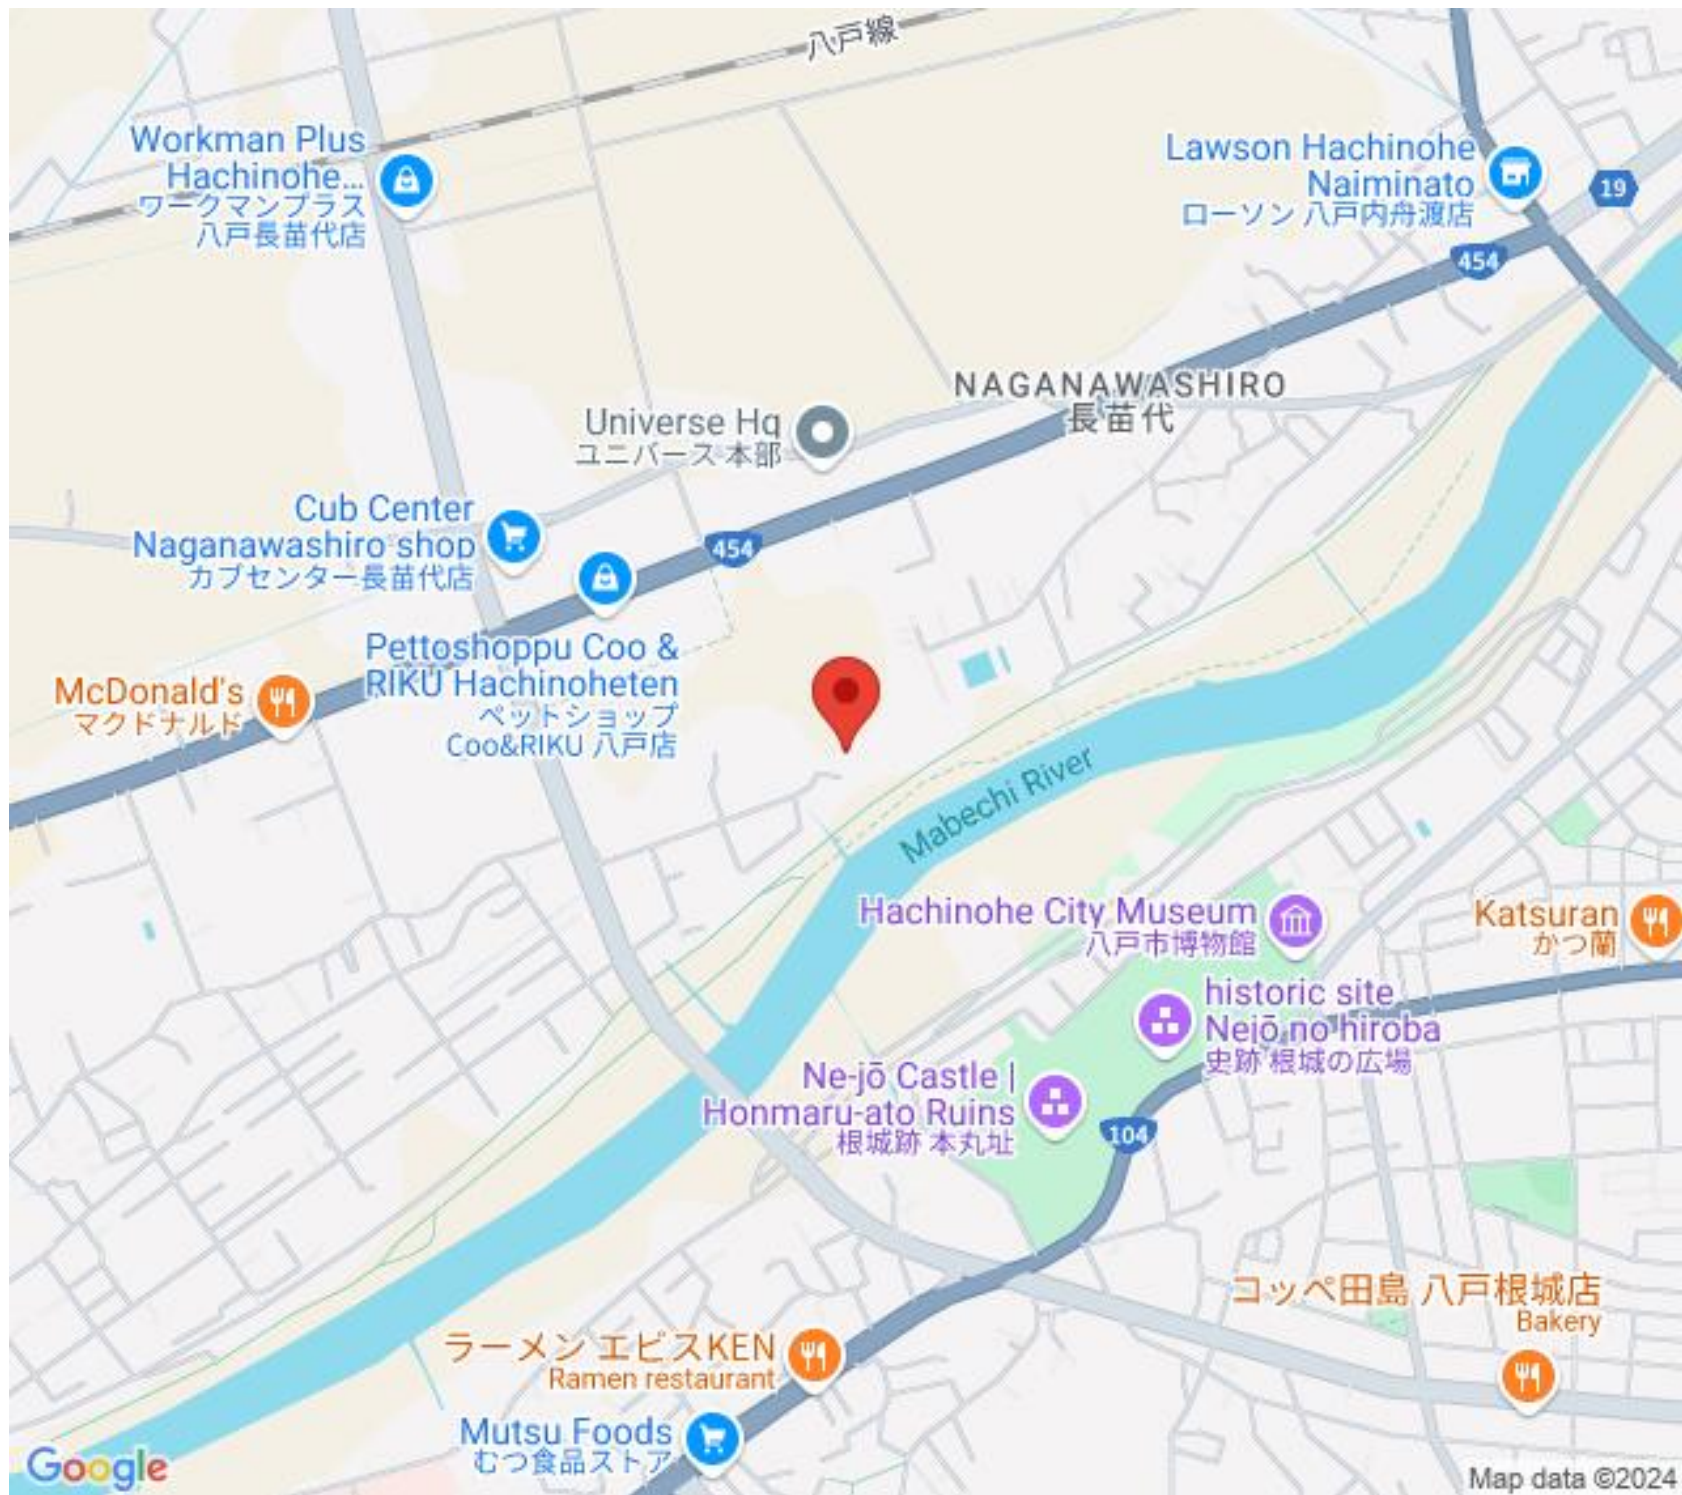 八戸線
Workman Plus
Hachinohe...
ワークマンプラス
八戸長苗代店
Lawson Hachinohe
Naiminato
ローソン 八戸内舟渡店
19
454
NAGANAWASHIRO
長苗代
Universe Hq
ユニバース 本部
Cub Center
Naganawashiro shop
カブセンター長苗代店
454
Pettoshoppu Coo &
RIKU Hachinoheten
ペットショップ
Coo&RIKU 八戸店
McDonald's
マクドナルド
Mabechi River
Hachinohe City Museum
八戸市博物館
Katsuran
かつ蘭
historic site
Nejō no hiroba
史跡 根城の広場
Ne-jō Castle |
Honmaru-ato Ruins
根城跡 本丸址
104
コッペ田島 八戸根城店
Bakery
ラーメン エビスKEN
Ramen restaurant
Mutsu Foods
むつ食品ストア
Google
Map data ©2024